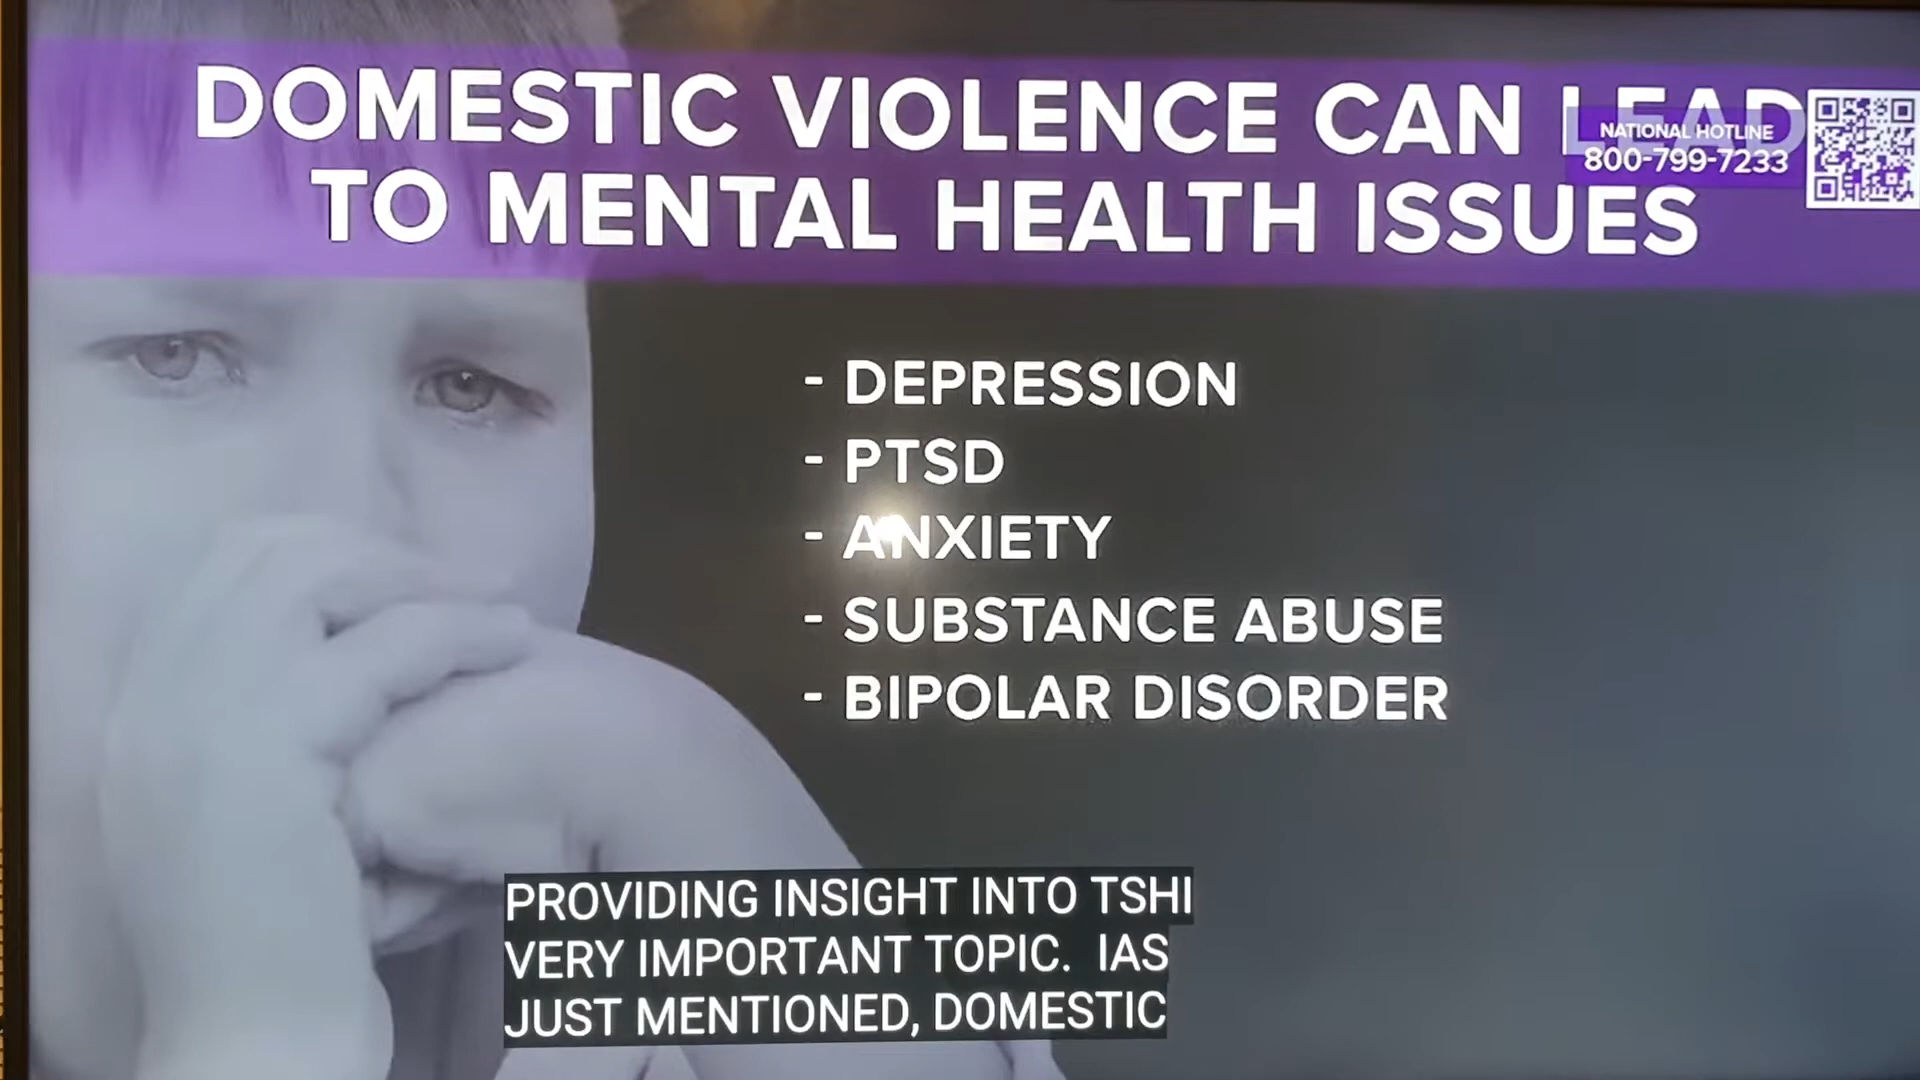 DOMESTIC VIOLENCE CAN LEAD
NATIONAL HOTLINE
800-799-7233
TO MENTAL HEALTH ISSUES
- DEPRESSION
- PTSD
- ANXIETY
- SUBSTANCE ABUSE
- BIPOLAR DISORDER
PROVIDING INSIGHT INTO TSHI
VERY IMPORTANT TOPIC. IAS
JUST MENTIONED, DOMESTIC